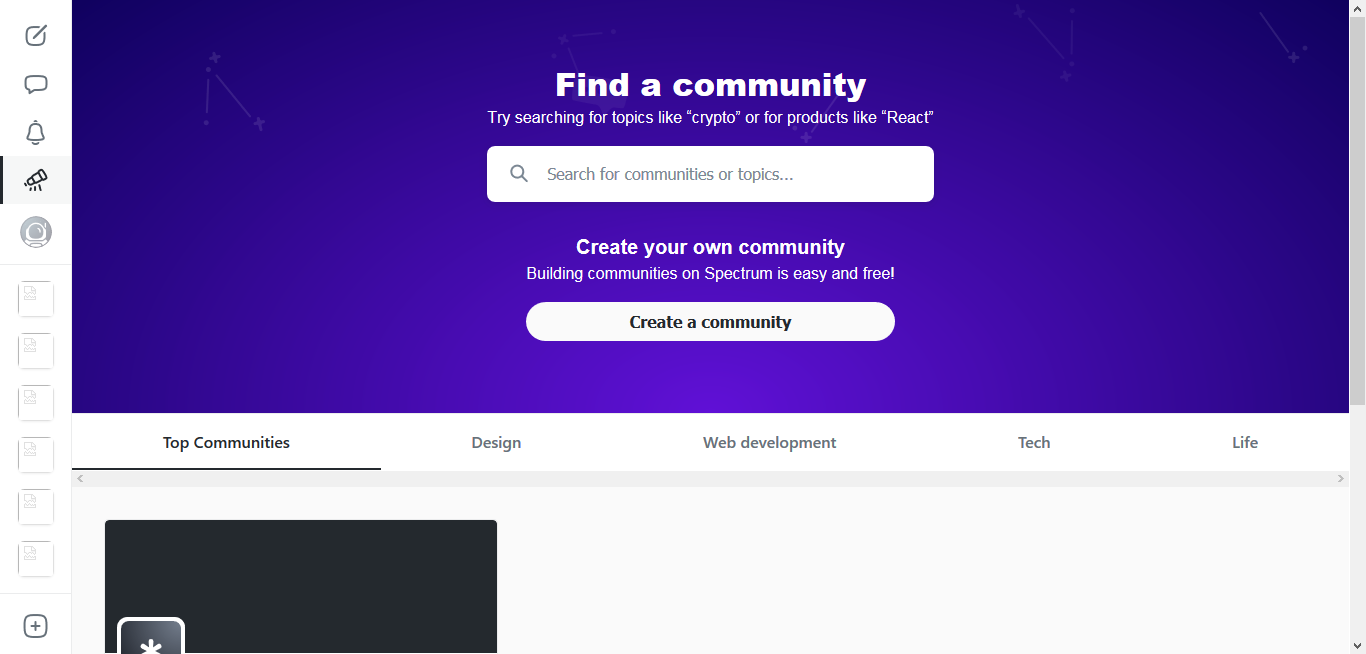 Find a community
Try searching for topics like “crypto” or for products like “React”
Search for communities or topics...
Create your own community
Building communities on Spectrum is easy and free!
Create a community
Top Communities
Design
Web development
Tech
Life